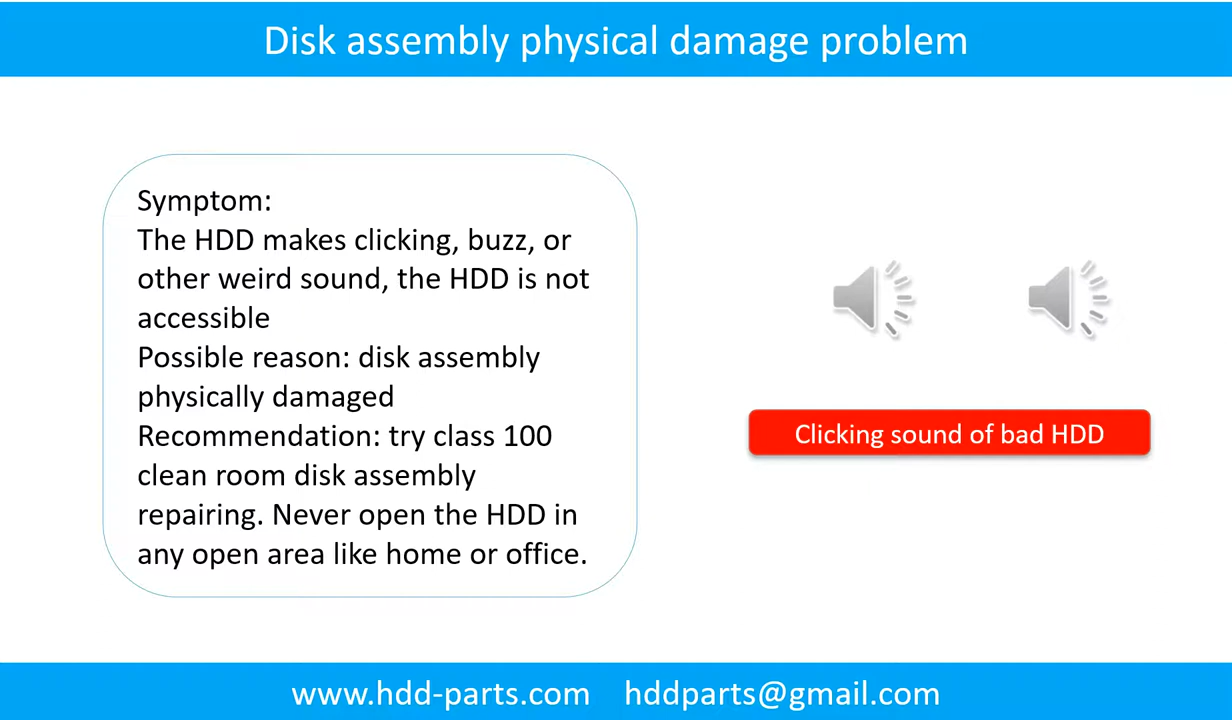 Disk assembly physical damage problem
Symptom:
The HDD makes clicking, buzz, or
other weird sound, the HDD is not
accessible
Possible reason: disk assembly
physically damaged
Recommendation: try class 100
clean room disk assembly
repairing. Never open the HDD in
any open area like home or office.
Clicking sound of bad HDD
www.hdd-parts.com hddparts@gmail.com